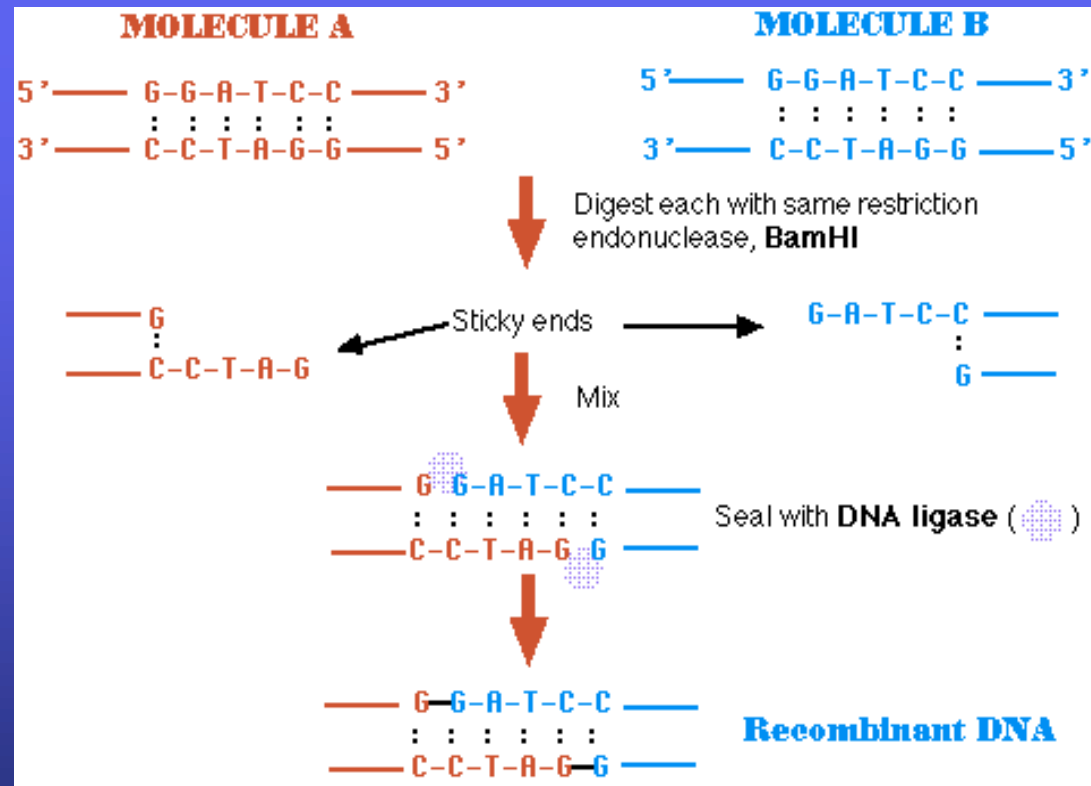 MOLECULE A
MOLECULE B
5’ G-G-A-T-C-C 3’
: : : : : :
3’ C-C-T-A-G-G 5’
5’ G-G-A-T-C-C 3’
: : : : : :
3’ C-C-T-A-G-G 5’
Digest each with same restriction
endonuclease, BamHI
G
:
C-C-T-A-G
Sticky ends
G-A-T-C-C
:
G
Mix
G G-A-T-C-C
: : : : : :
C-C-T-A-G G
Seal with DNA ligase ( )
G-G-A-T-C-C
: : : : : :
C-C-T-A-G-G
Recombinant DNA